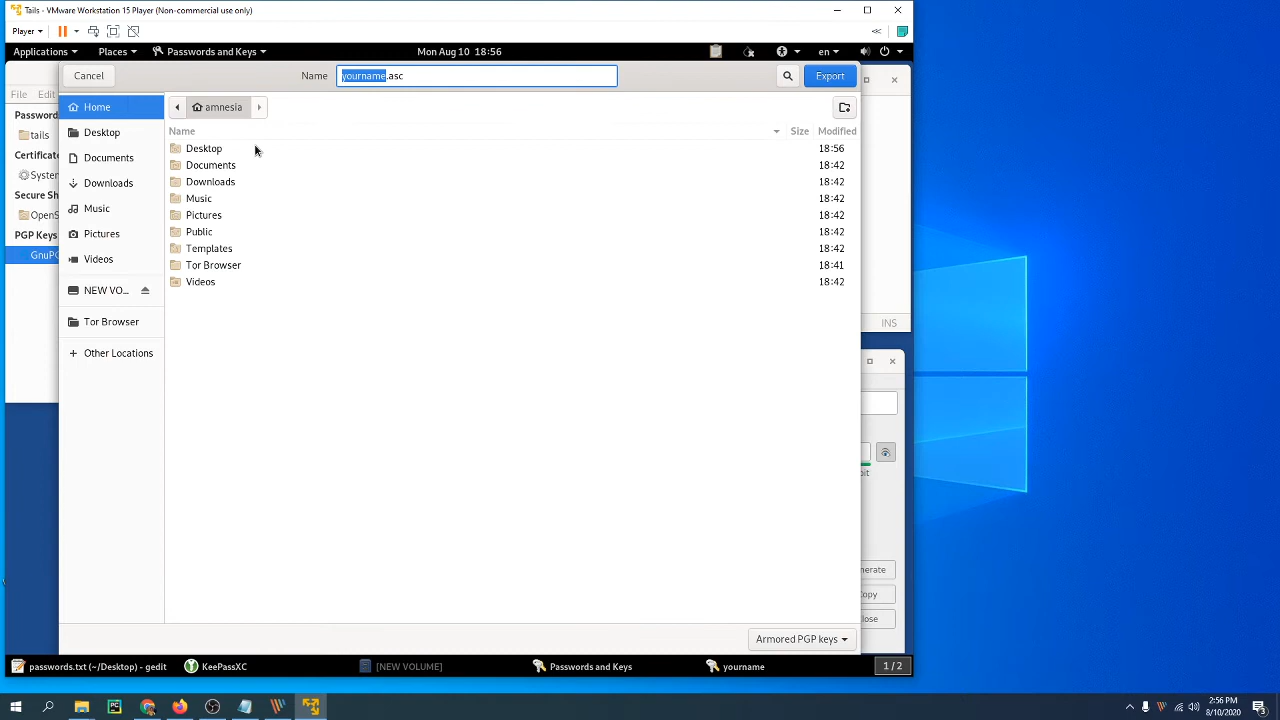 Tails - VMware Workstation 15 Player (Non-commercial use only)
Player
Applications Places Passwords and Keys Mon Aug 10 18:56 en
Cancel Name yourname.asc Export
File Edit
Home amnesia
Passwor
Desktop Name Size Modified
tails
Desktop 18:56
Certificate
Documents
Documents 18:42
System
Downloads
Downloads 18:42
Secure Sh
Music
Music 18:42
OpenS
Pictures
Pictures 18:42
PGP Keys
Public 18:42
GnuPG
Videos
Templates 18:42
Tor Browser 18:41
Videos 18:42
NEW VO...
Tor Browser INS
Other Locations
bit
nerate
opy
lose
Armored PGP keys
passwords.txt (~/Desktop) - gedit KeePassXC [NEW VOLUME] Passwords and Keys yourname 1 / 2
2:56 PM
8/10/2020